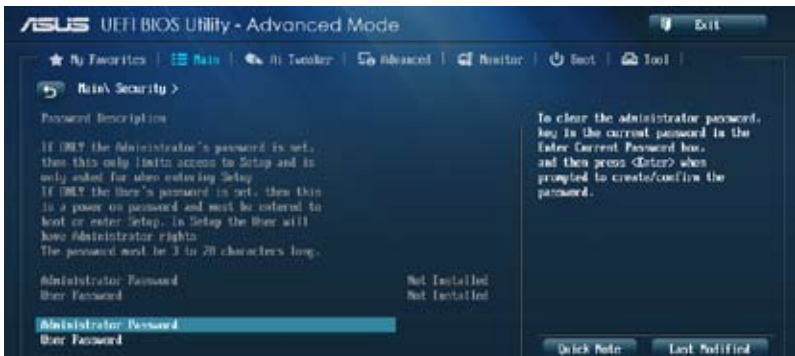 ASUS UEFI BIOS Utility - Advanced Mode
Exit
My Favorites | Main | Ai Tweaker | Advanced | Monitor | Boot | Tool
Main\ Security >
Password Description
If ONLY the Administrator's password is set,
then this only limits access to Setup and is
only asked for when entering Setup
If ONLY the User's password is set, then this
is a power on password and must be entered to
boot or enter Setup. In Setup the User will
have Administrator rights
The password must be 3 to 20 characters long.
Administrator Password Not Installed
User Password Not Installed
Administrator Password
User Password
To clear the administrator password,
key in the current password in the
Enter Current Password box,
and then press <Enter> when
prompted to create/confirm the
password.
Quick Note
Last Modified